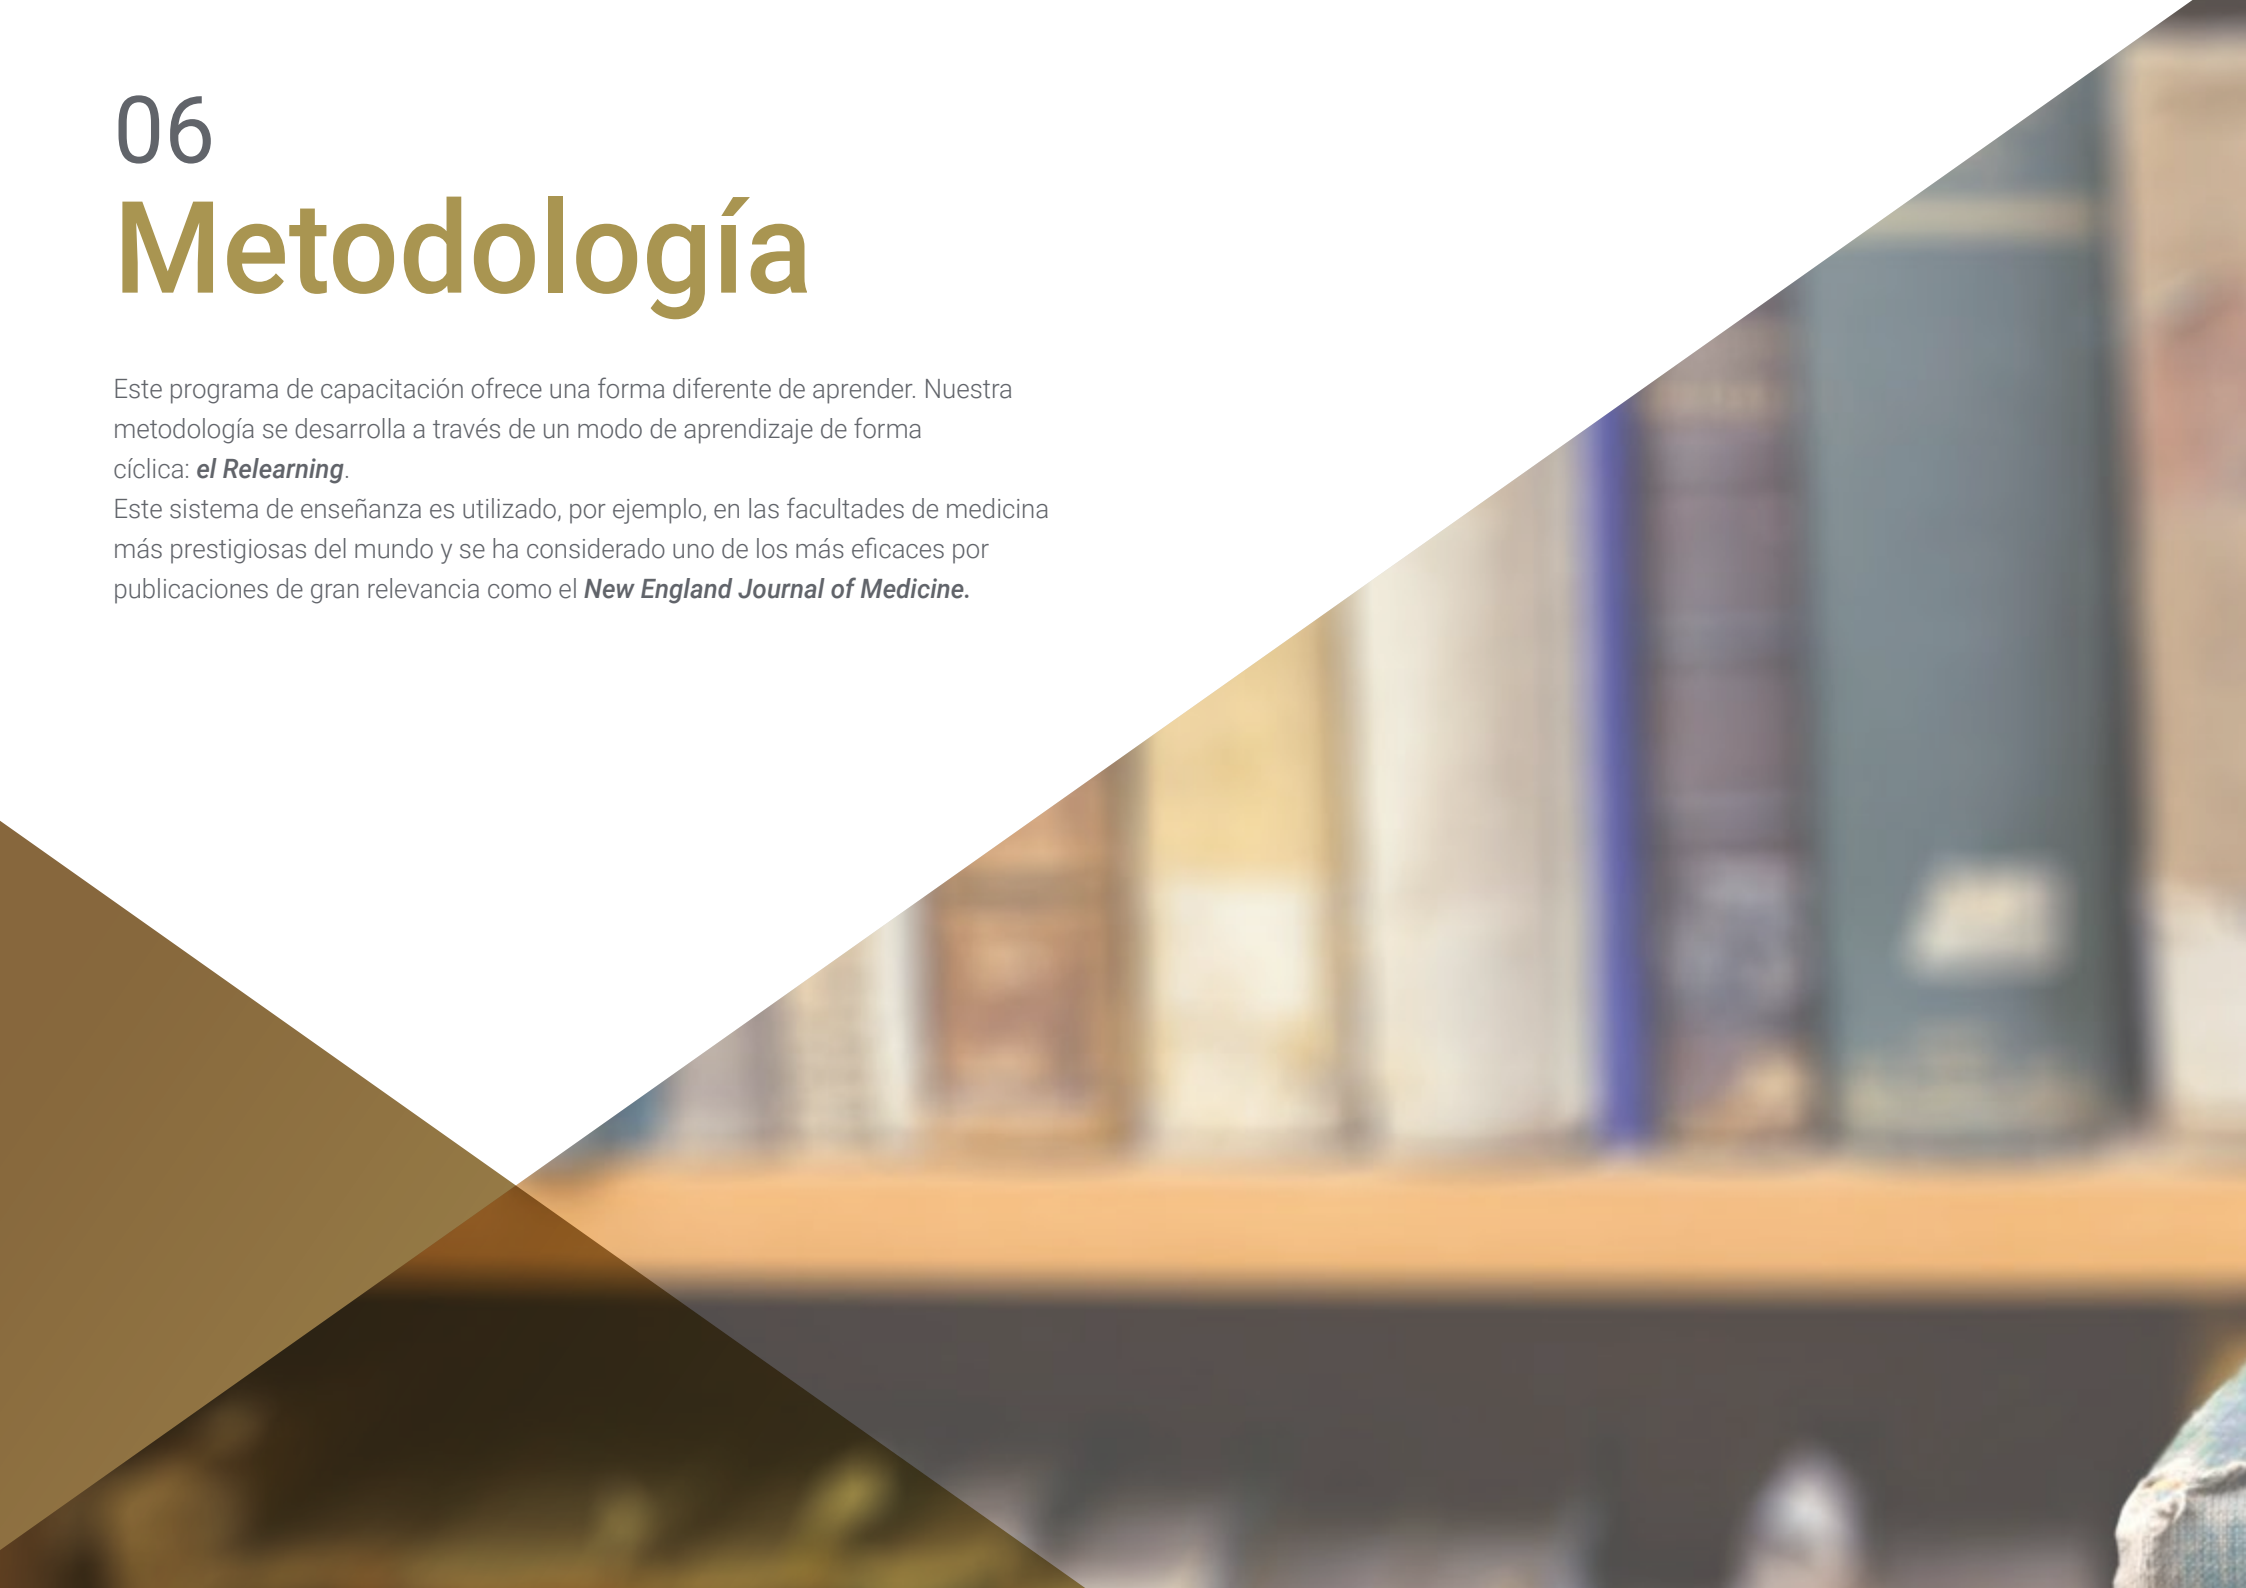 06
Metodología
Este programa de capacitación ofrece una forma diferente de aprender. Nuestra
metodología se desarrolla a través de un modo de aprendizaje de forma
cíclica: el Relearning.
Este sistema de enseñanza es utilizado, por ejemplo, en las facultades de medicina
más prestigiosas del mundo y se ha considerado uno de los más eficaces por
publicaciones de gran relevancia como el New England Journal of Medicine.